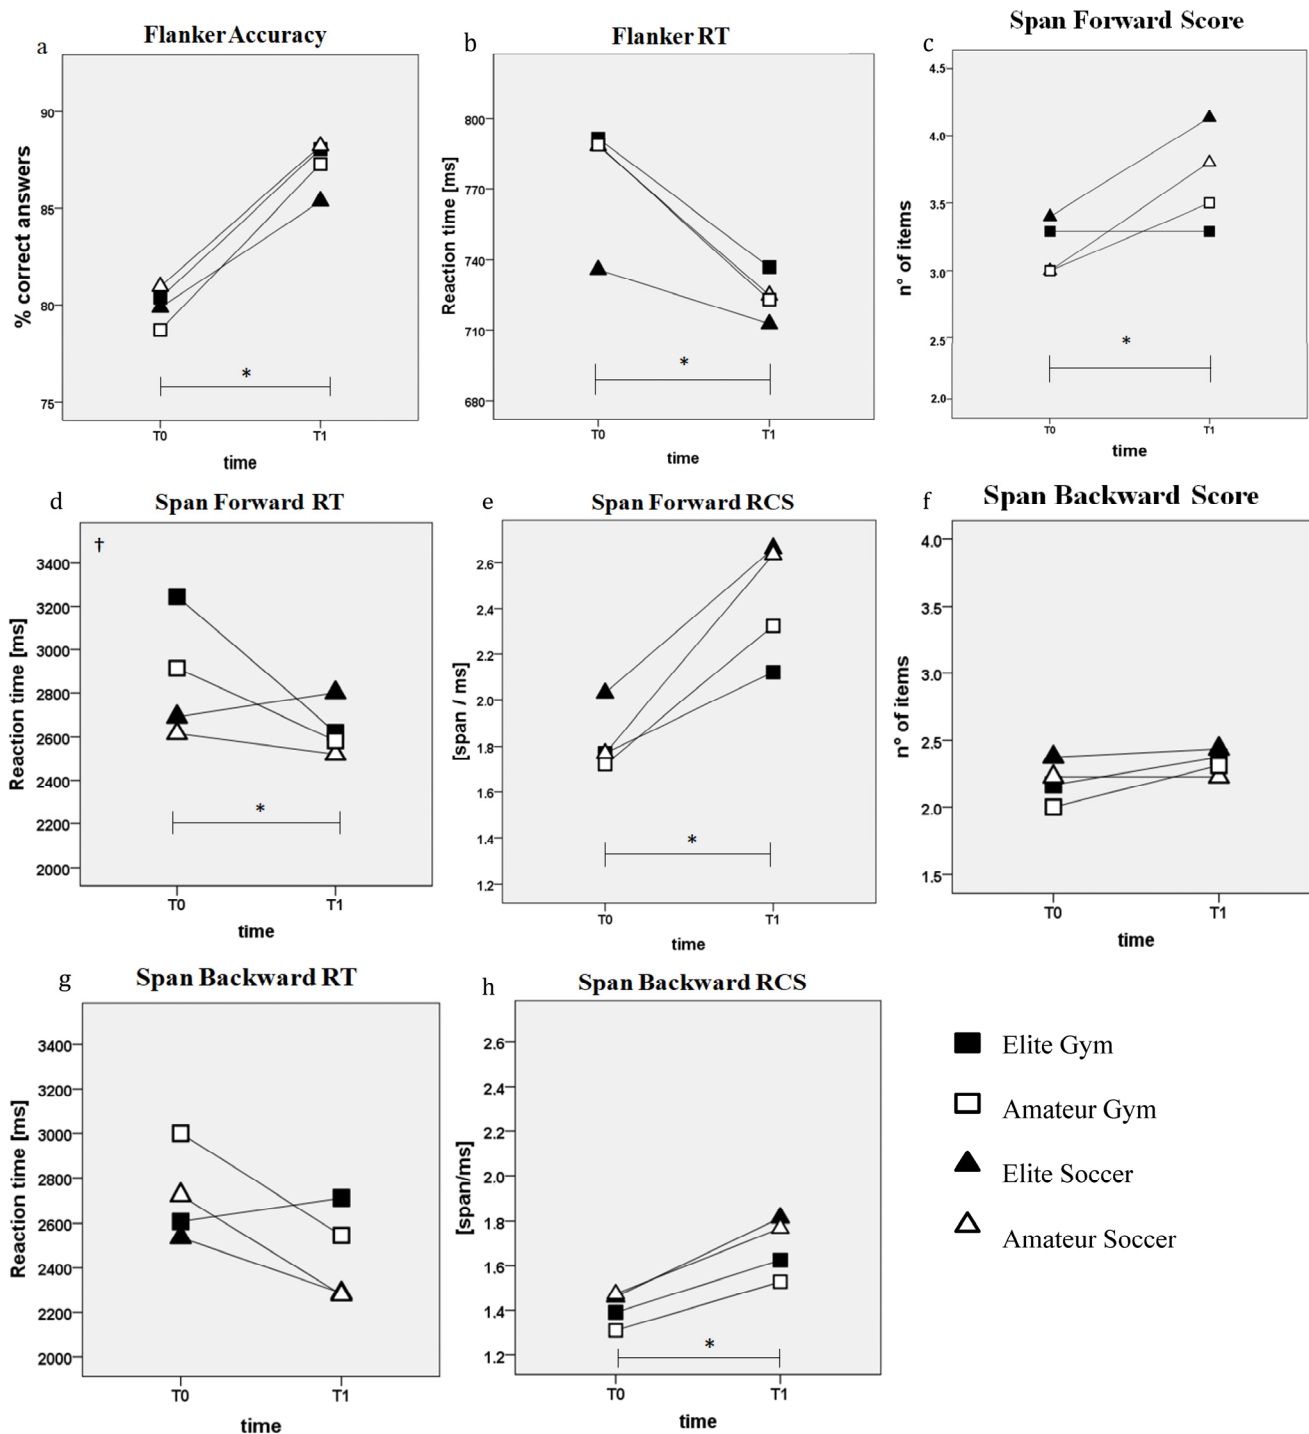 a
Flanker Accuracy
% correct answers
90
85
80
75
*
T0
T1
time
b
Flanker RT
Reaction time [ms]
800
770
740
710
680
*
T0
T1
time
c
Span Forward Score
n° of items
4.5
4.0
3.5
3.0
2.5
2.0
*
T0
T1
time
d
Span Forward RT
†
Reaction time [ms]
3400
3200
3000
2800
2600
2400
2200
2000
*
T0
T1
time
e
Span Forward RCS
[span / ms]
2.6
2.4
2.2
2.0
1.8
1.6
1.4
1.2
*
T0
T1
time
f
Span Backward Score
n° of items
4.0
3.5
3.0
2.5
2.0
1.5
T0
T1
time
g
Span Backward RT
Reaction time [ms]
3400
3200
3000
2800
2600
2400
2200
2000
T0
T1
time
h
Span Backward RCS
[span/ms]
2.6
2.4
2.2
2.0
1.8
1.6
1.4
1.2
*
T0
T1
time
Elite Gym
Amateur Gym
Elite Soccer
Amateur Soccer